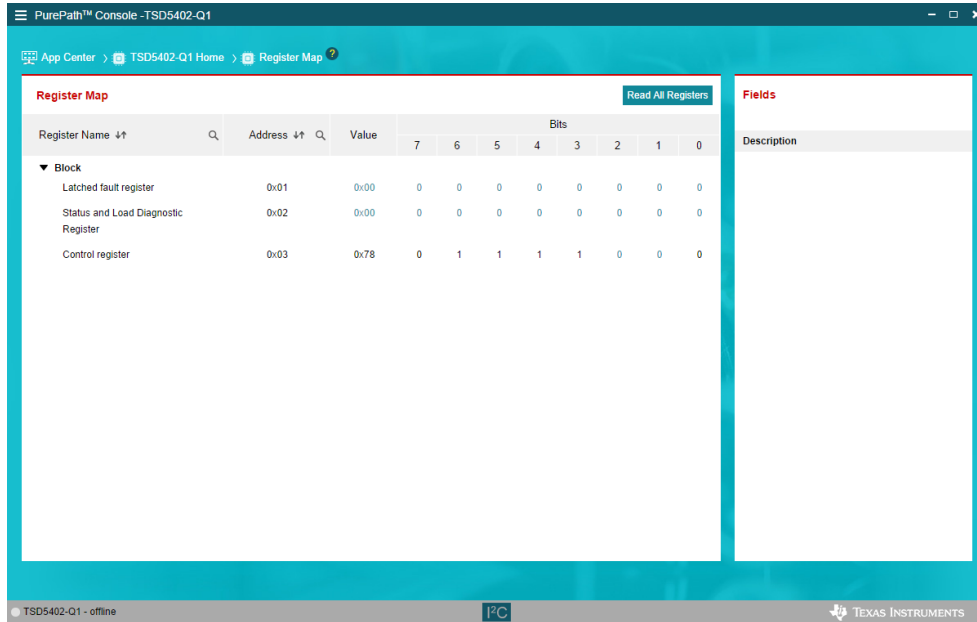 PurePath™ Console -TSD5402-Q1
App Center > TSD5402-Q1 Home > Register Map ?
Register Map
Read All Registers
Register Name
Address
Value
Bits
7 6 5 4 3 2 1 0
Block
Latched fault register 0x01 0x00 0 0 0 0 0 0 0 0
Status and Load Diagnostic
Register
0x02 0x00 0 0 0 0 0 0 0 0
Control register 0x03 0x78 0 1 1 1 1 0 0 0
Fields
Description
TSD5402-Q1 - offline
I²C
TEXAS INSTRUMENTS